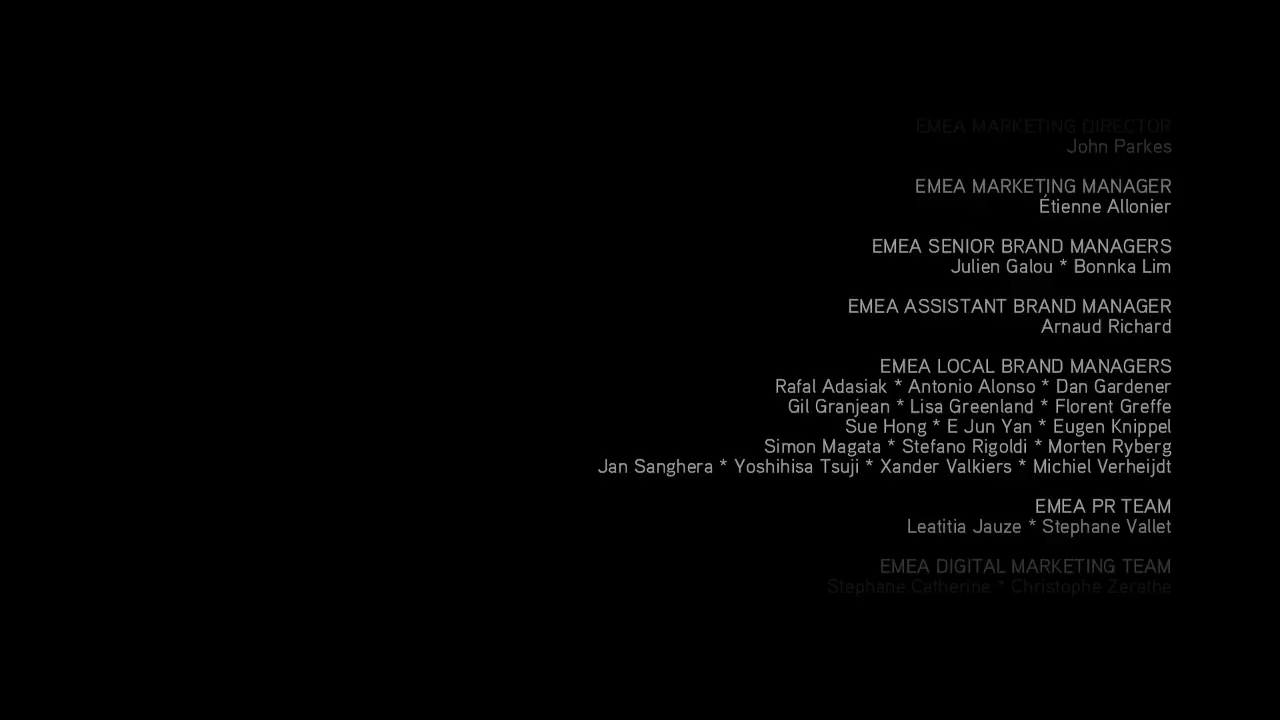 EMEA MARKETING DIRECTOR
John Parkes
EMEA MARKETING MANAGER
Étienne Allonier
EMEA SENIOR BRAND MANAGERS
Julien Galou * Bonnka Lim
EMEA ASSISTANT BRAND MANAGER
Arnaud Richard
EMEA LOCAL BRAND MANAGERS
Rafal Adasiak * Antonio Alonso * Dan Gardener
Gil Granjean * Lisa Greenland * Florent Greffe
Sue Hong * E Jun Yan * Eugen Knippel
Simon Magata * Stefano Rigoldi * Morten Ryberg
Jan Sanghera * Yoshihisa Tsuji * Xander Valkiers * Michiel Verheijdt
EMEA PR TEAM
Leatitia Jauze * Stephane Vallet
EMEA DIGITAL MARKETING TEAM
Stephane Catherine * Christophe Zerathe